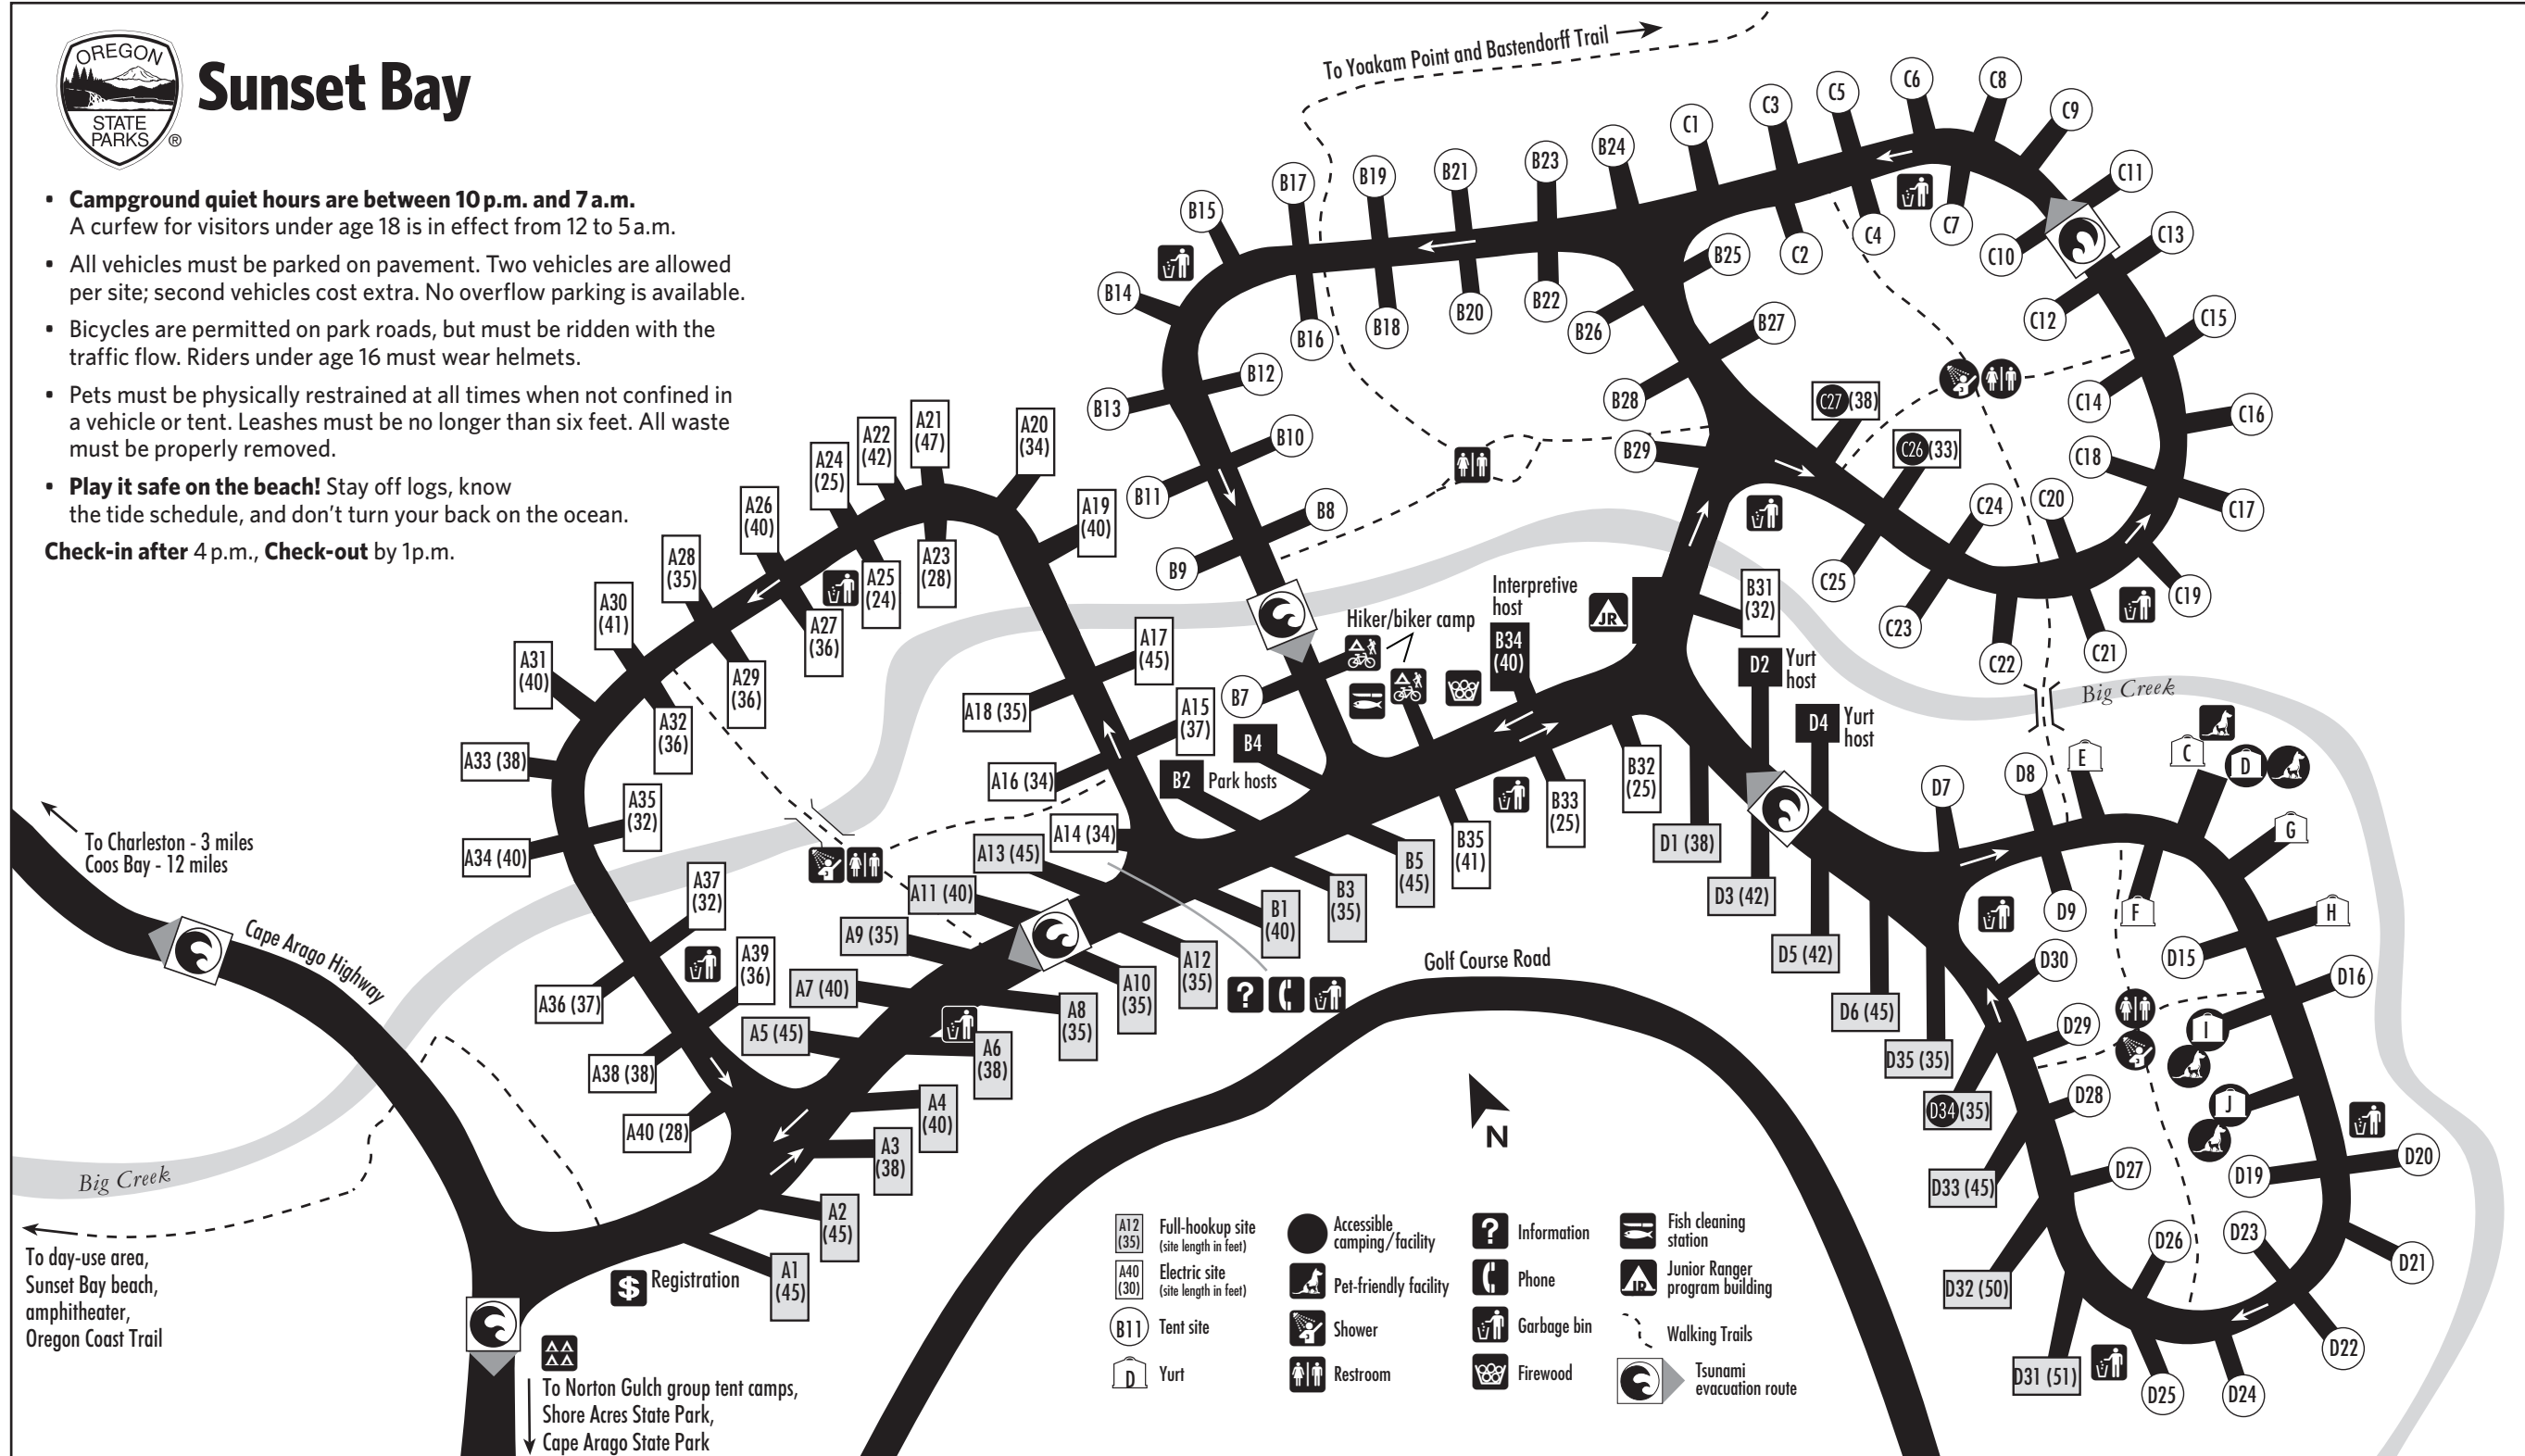 OREGON
STATE
PARKS
®
Sunset Bay
• Campground quiet hours are between 10 p.m. and 7 a.m.
A curfew for visitors under age 18 is in effect from 12 to 5 a.m.
• All vehicles must be parked on pavement. Two vehicles are allowed
per site; second vehicles cost extra. No overflow parking is available.
• Bicycles are permitted on park roads, but must be ridden with the
traffic flow. Riders under age 16 must wear helmets.
• Pets must be physically restrained at all times when not confined in
a vehicle or tent. Leashes must be no longer than six feet. All waste
must be properly removed.
• Play it safe on the beach! Stay off logs, know
the tide schedule, and don't turn your back on the ocean.
Check-in after 4 p.m., Check-out by 1p.m.
To Yoakam Point and Bastendorff Trail
C1
C2
C3
C4
C5
C6
C7
C8
C9
C10
C11
C12
C13
C14
C15
C16
C17
C18
C19
C20
C21
C22
C23
C24
C25
C26 (33)
C27 (38)
B24
B23
B21
B19
B17
B15
B14
B16
B18
B20
B22
B25
B26
B27
B28
B29
B12
B13
B10
B11
B8
B9
B7
B31
(32)
Interpretive
host
B34
(40)
JR
Hiker/biker camp
B4
B2
Park hosts
B32
(25)
B33
(25)
B35
(41)
B5
(45)
B3
(35)
B1
(40)
A21
(47)
A20
(34)
A22
(42)
A24
(25)
A19
(40)
A26
(40)
A23
(28)
A25
(24)
A28
(35)
A27
(36)
A30
(41)
A29
(36)
A31
(40)
A32
(36)
A17
(45)
A18 (35)
A15
(37)
A16 (34)
A33 (38)
A35
(32)
A34 (40)
A14 (34)
A13 (45)
A37
(32)
A11 (40)
A9 (35)
A39
(36)
A36 (37)
A7 (40)
A5 (45)
A38 (38)
A40 (28)
A12
(35)
A10
(35)
A8
(35)
A6
(38)
A4
(40)
A3
(38)
A2
(45)
A1
(45)
?
$ Registration
D2
Yurt
host
D4
Yurt
host
D1 (38)
D3 (42)
D5 (42)
D6 (45)
D35 (35)
D34 (35)
D33 (45)
D32 (50)
D31 (51)
D7
D8
E
C
D
G
D9
F
H
D15
D16
I
J
D30
D29
D28
D27
D26
D19
D20
D23
D21
D22
D24
D25
Big Creek
Big Creek
To Charleston - 3 miles
Coos Bay - 12 miles
Cape Arago Highway
Golf Course Road
N
To day-use area,
Sunset Bay beach,
amphitheater,
Oregon Coast Trail
To Norton Gulch group tent camps,
Shore Acres State Park,
Cape Arago State Park
A12
(35)
Full-hookup site
(site length in feet)
A40
(30)
Electric site
(site length in feet)
B11 Tent site
D Yurt
Accessible
camping/facility
Pet-friendly facility
Shower
Restroom
? Information
Phone
Garbage bin
Firewood
Fish cleaning
station
JR
Junior Ranger
program building
Walking Trails
Tsunami
evacuation route